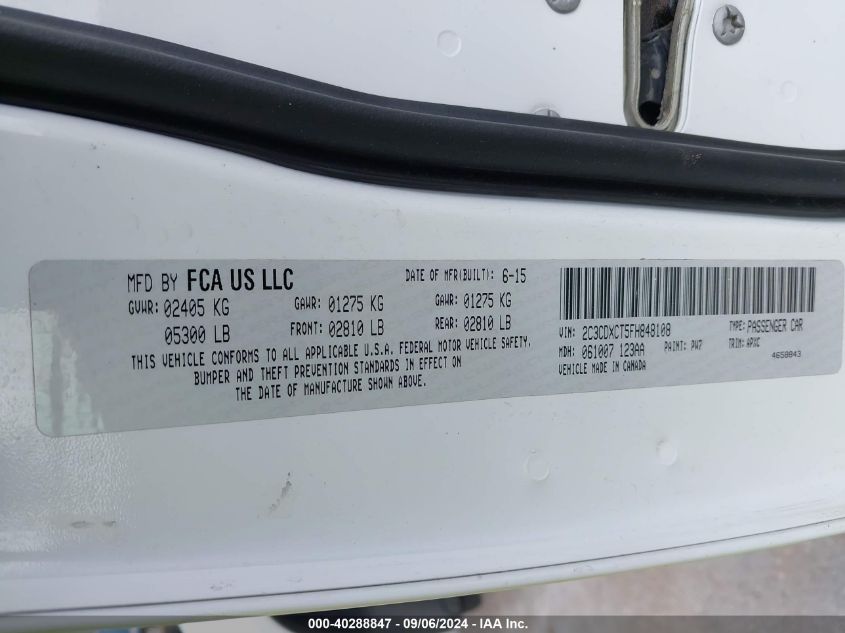 MFD BY FCA US LLC
DATE OF MFR(BUILT): 6-15
GVWR: 02405 KG
GAWR: 01275 KG
GAWR: 01275 KG
05300 LB
FRONT: 02810 LB
REAR: 02810 LB
THIS VEHICLE CONFORMS TO ALL APPLICABLE U.S.A. FEDERAL MOTOR VEHICLE SAFETY,
BUMPER AND THEFT PREVENTION STANDARDS IN EFFECT ON
THE DATE OF MANUFACTURE SHOWN ABOVE.
VIN: 2C3CDXCT5FH848108
TYPE: PASSENGER CAR
MDH: 061007 123AA
PAINT: PW7
TRIM: APXC
VEHICLE MADE IN CANADA
4658843
000-40288847 - 09/06/2024 - IAA Inc.